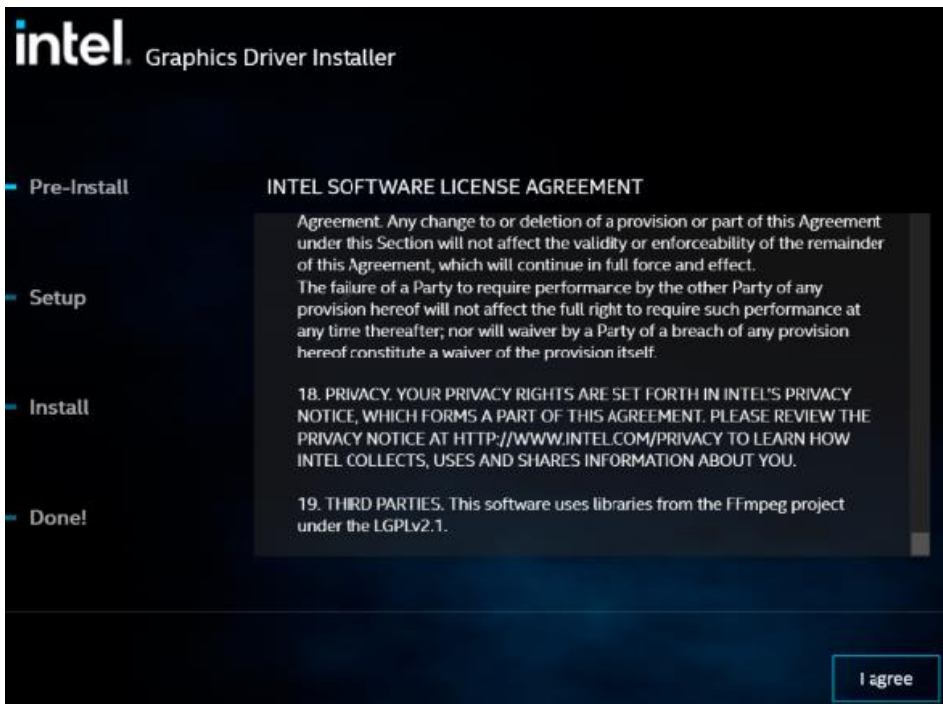 intel. Graphics Driver Installer
Pre-Install
Setup
Install
Done!
INTEL SOFTWARE LICENSE AGREEMENT
Agreement. Any change to or deletion of a provision or part of this Agreement
under this Section will not affect the validity or enforceability of the remainder
of this Agreement, which will continue in full force and effect.
The failure of a Party to require performance by the other Party of any
provision hereof will not affect the full right to require such performance at
any time thereafter; nor will waiver by a Party of a breach of any provision
hereof constitute a waiver of the provision itself.
18. PRIVACY. YOUR PRIVACY RIGHTS ARE SET FORTH IN INTEL'S PRIVACY
NOTICE, WHICH FORMS A PART OF THIS AGREEMENT. PLEASE REVIEW THE
PRIVACY NOTICE AT HTTP://WWW.INTEL.COM/PRIVACY TO LEARN HOW
INTEL COLLECTS, USES AND SHARES INFORMATION ABOUT YOU.
19. THIRD PARTIES. This software uses libraries from the FFmpeg project
under the LGPLv2.1.
I agree